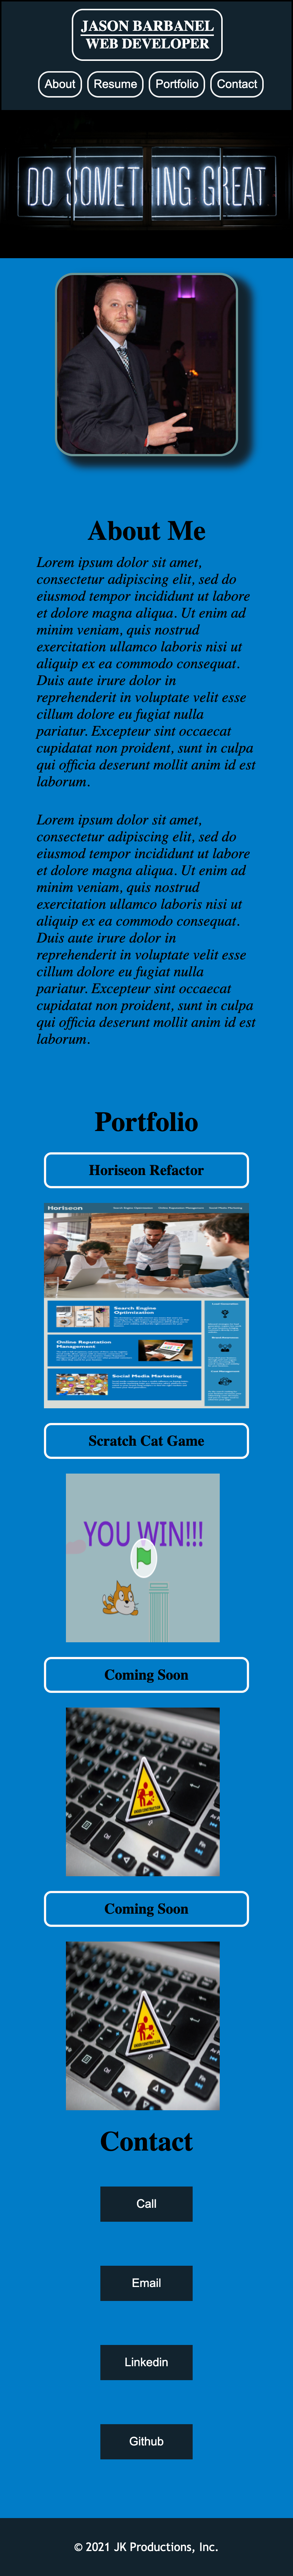 JASON BARBANEL
WEB DEVELOPER
About Resume Portfolio Contact
DO SOMETHING GREAT
About Me
Lorem ipsum dolor sit amet,
consectetur adipiscing elit, sed do
eiusmod tempor incididunt ut labore
et dolore magna aliqua. Ut enim ad
minim veniam, quis nostrud
exercitation ullamco laboris nisi ut
aliquip ex ea commodo consequat.
Duis aute irure dolor in
reprehenderit in voluptate velit esse
cillum dolore eu fugiat nulla
pariatur. Excepteur sint occaecat
cupidatat non proident, sunt in culpa
qui officia deserunt mollit anim id est
laborum.
Lorem ipsum dolor sit amet,
consectetur adipiscing elit, sed do
eiusmod tempor incididunt ut labore
et dolore magna aliqua. Ut enim ad
minim veniam, quis nostrud
exercitation ullamco laboris nisi ut
aliquip ex ea commodo consequat.
Duis aute irure dolor in
reprehenderit in voluptate velit esse
cillum dolore eu fugiat nulla
pariatur. Excepteur sint occaecat
cupidatat non proident, sunt in culpa
qui officia deserunt mollit anim id est
laborum.
Portfolio
Horiseon Refactor
Horiseon
Search Engine Optimization Online Reputation Management Social Media Marketing
Search Engine
Optimization
Online Reputation
Management
Social Media Marketing
Scratch Cat Game
YOU WIN!!!
Coming Soon
Coming Soon
Contact
Call
Email
Linkedin
Github
© 2021 JK Productions, Inc.